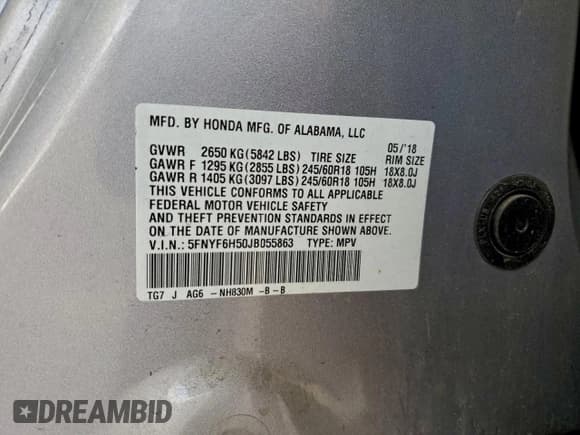 MFD. BY HONDA MFG. OF ALABAMA, LLC
05/'18
GVWR 2650 KG(5842 LBS) TIRE SIZE RIM SIZE
GAWR F 1295 KG(2855 LBS)245/60R18 105H 18X8.0J
GAWR R 1405 KG(3097 LBS)245/60R18 105H 18X8.0J
THIS VEHICLE CONFORMS TO ALL APPLICABLE
FEDERAL MOTOR VEHICLE SAFETY
AND THEFT PREVENTION STANDARDS IN EFFECT
ON THE DATE OF MANUFACTURE SHOWN ABOVE.
V.I.N.: 5FNYF6H50JB055863 TYPE: MPV
TG7 J AG6 -NH830M -B-B
DREAMBID